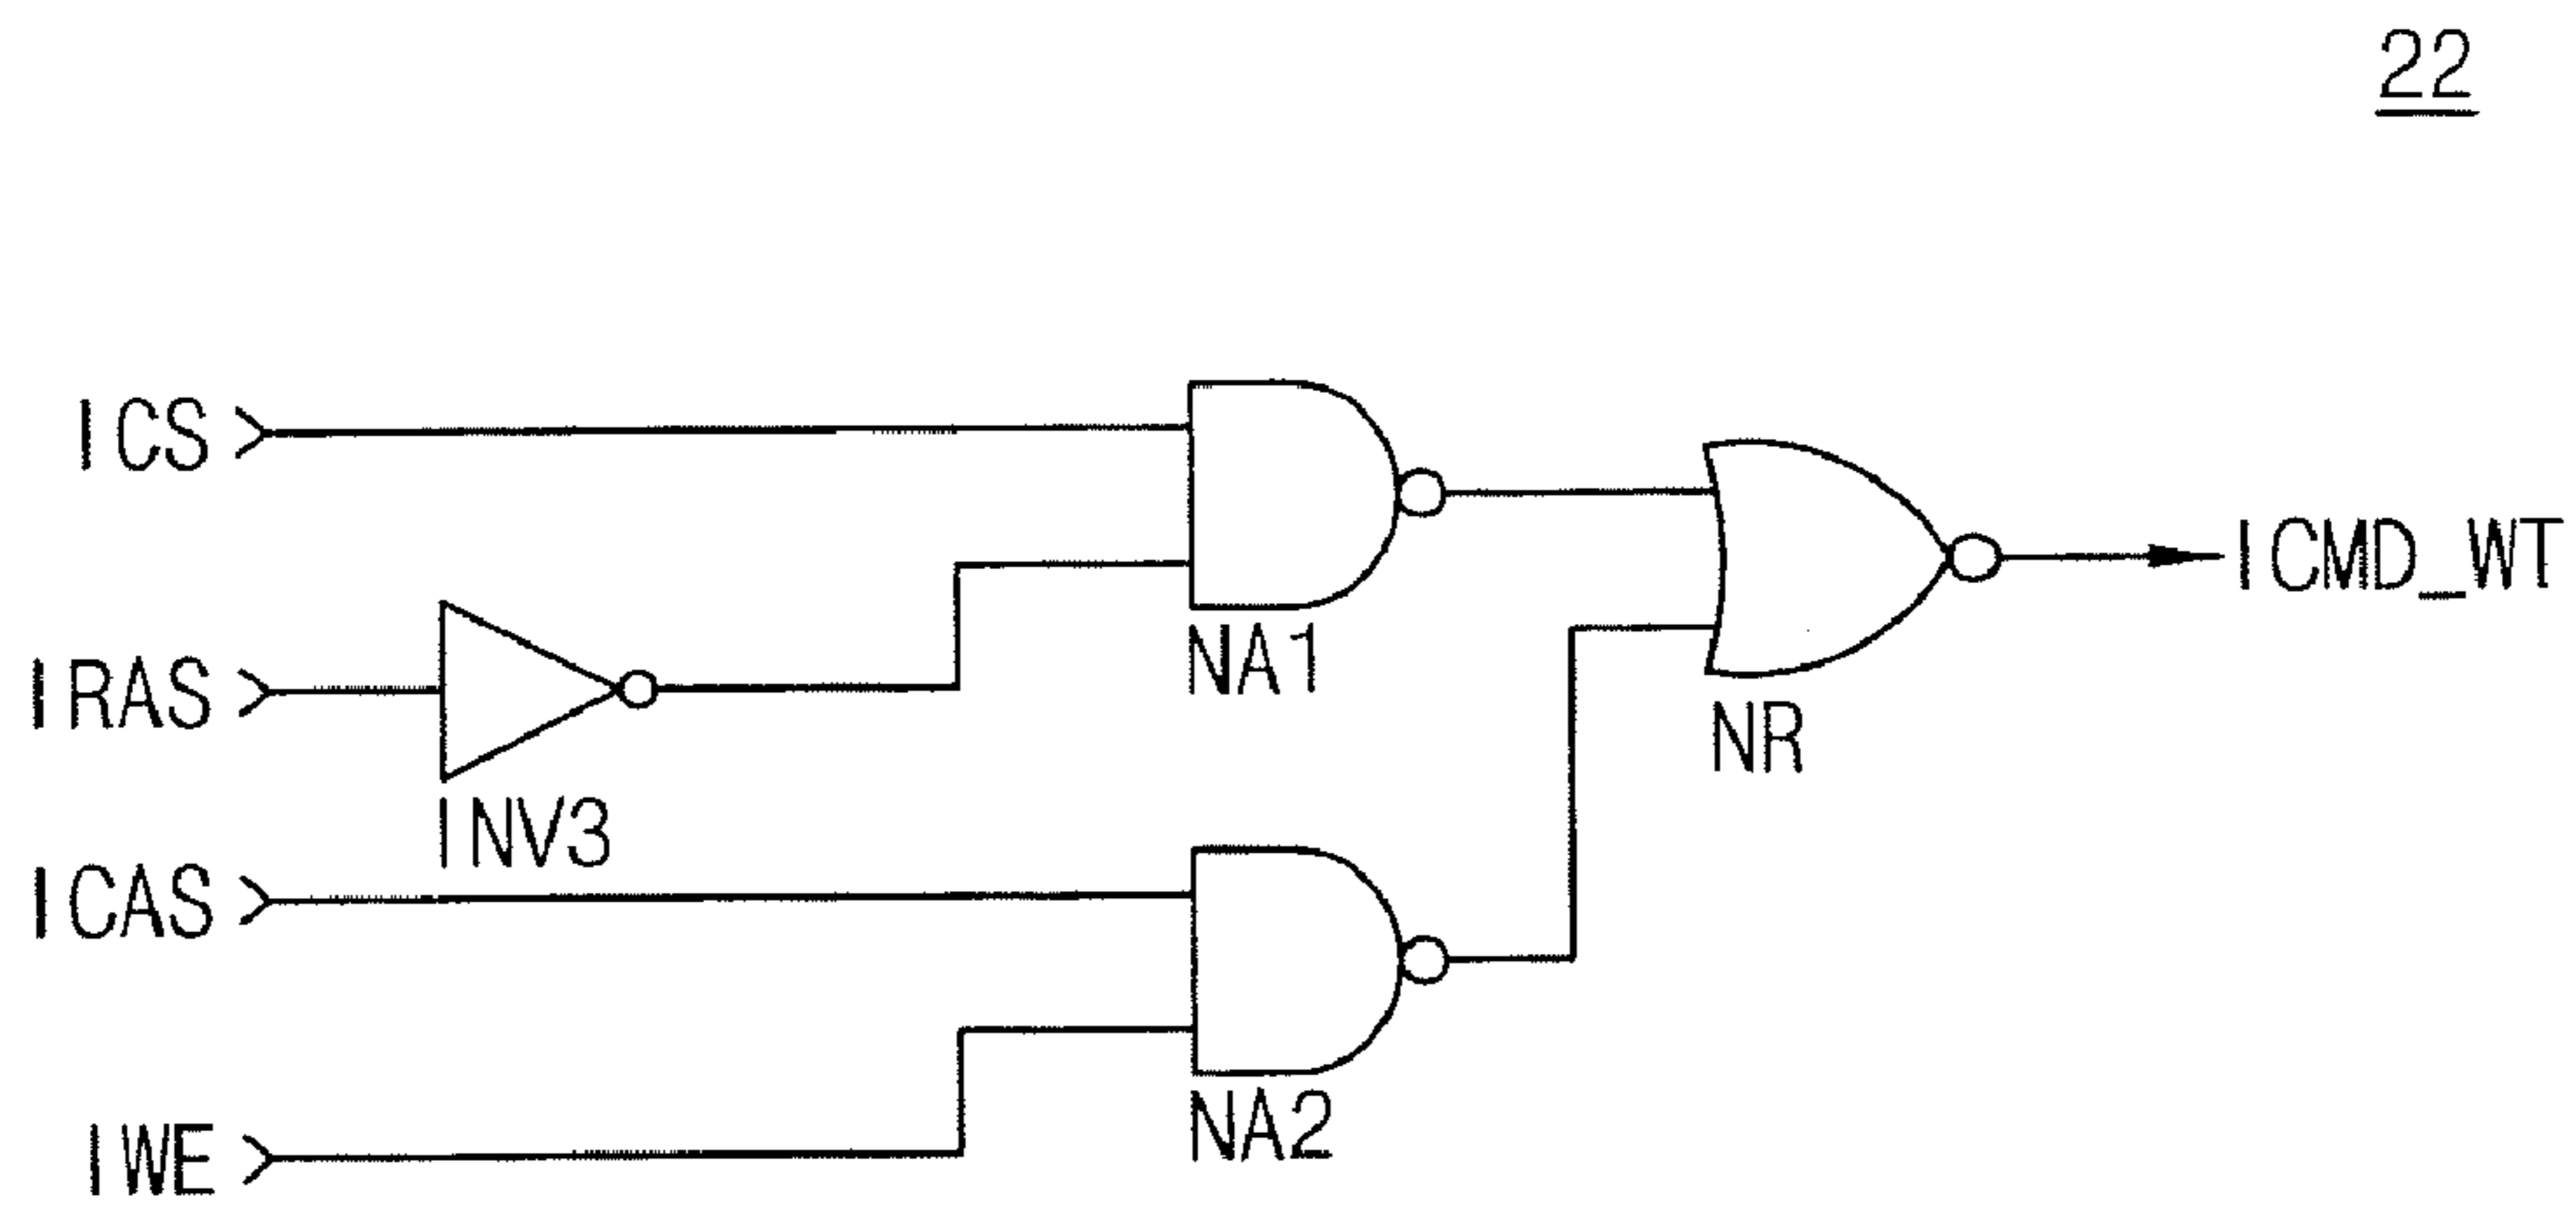 22
ICS
ICMD_WT
IRAS
NA1
NR
INV3
ICAS
IWE
NA2